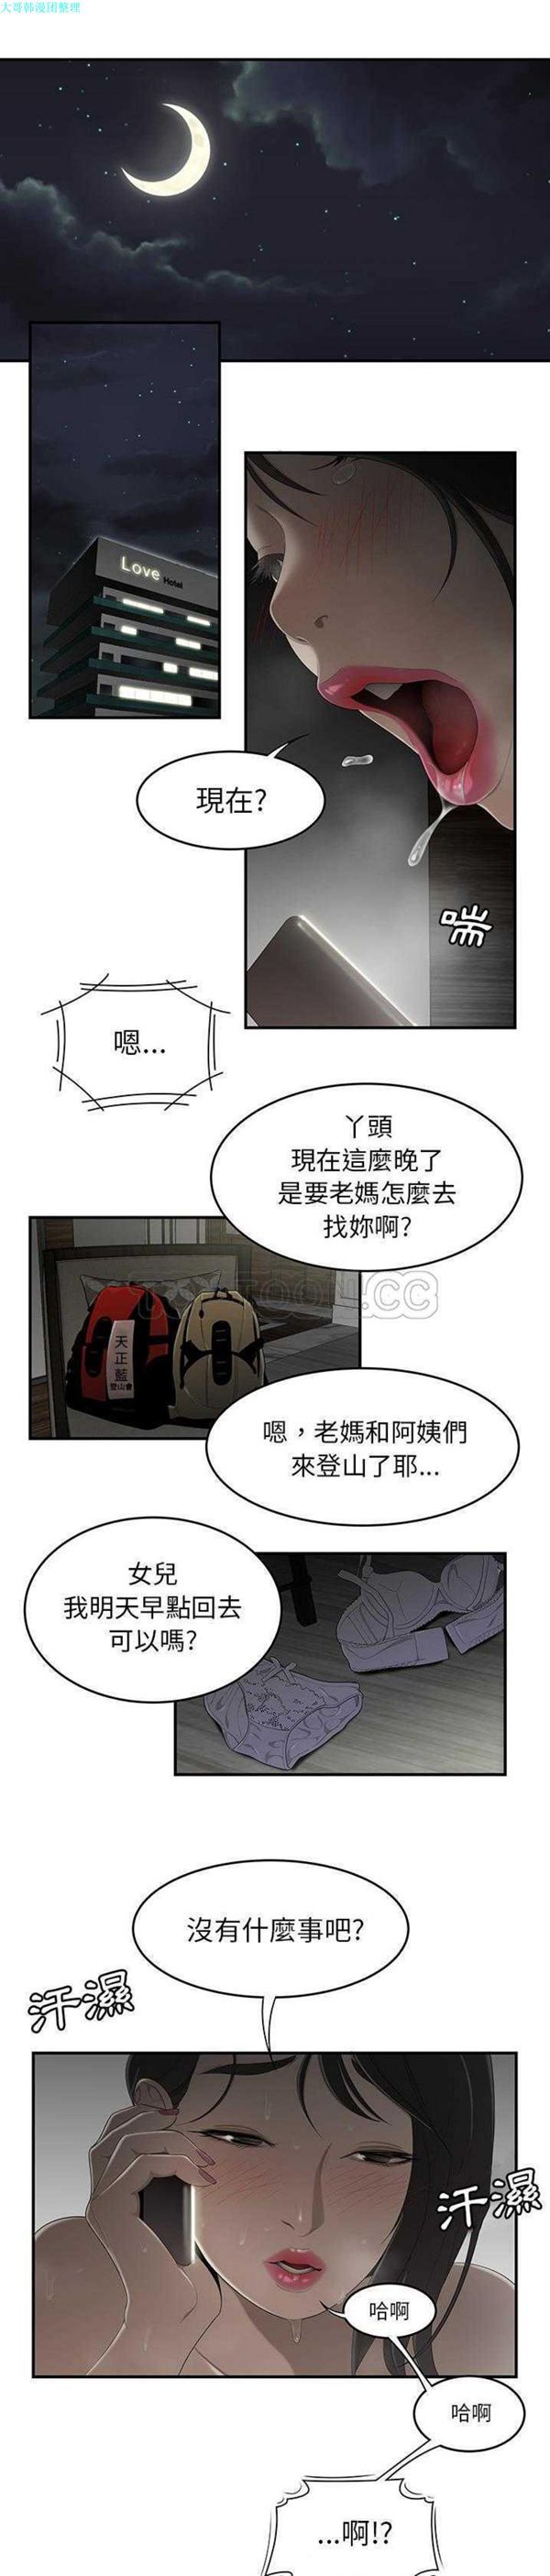 大哥韩漫团整理
Love Hotel
現在?
喘
嗯...
丫頭
現在這麼晚了
是要老媽怎麼去
找妳啊?
TOPTOON.CC
天正藍
登山會
嗯，老媽和阿姨們
來登山了耶...
女兒
我明天早點回去
可以嗎?
沒有什麼事吧?
汗濕
汗濕
哈啊
哈啊
...啊!?